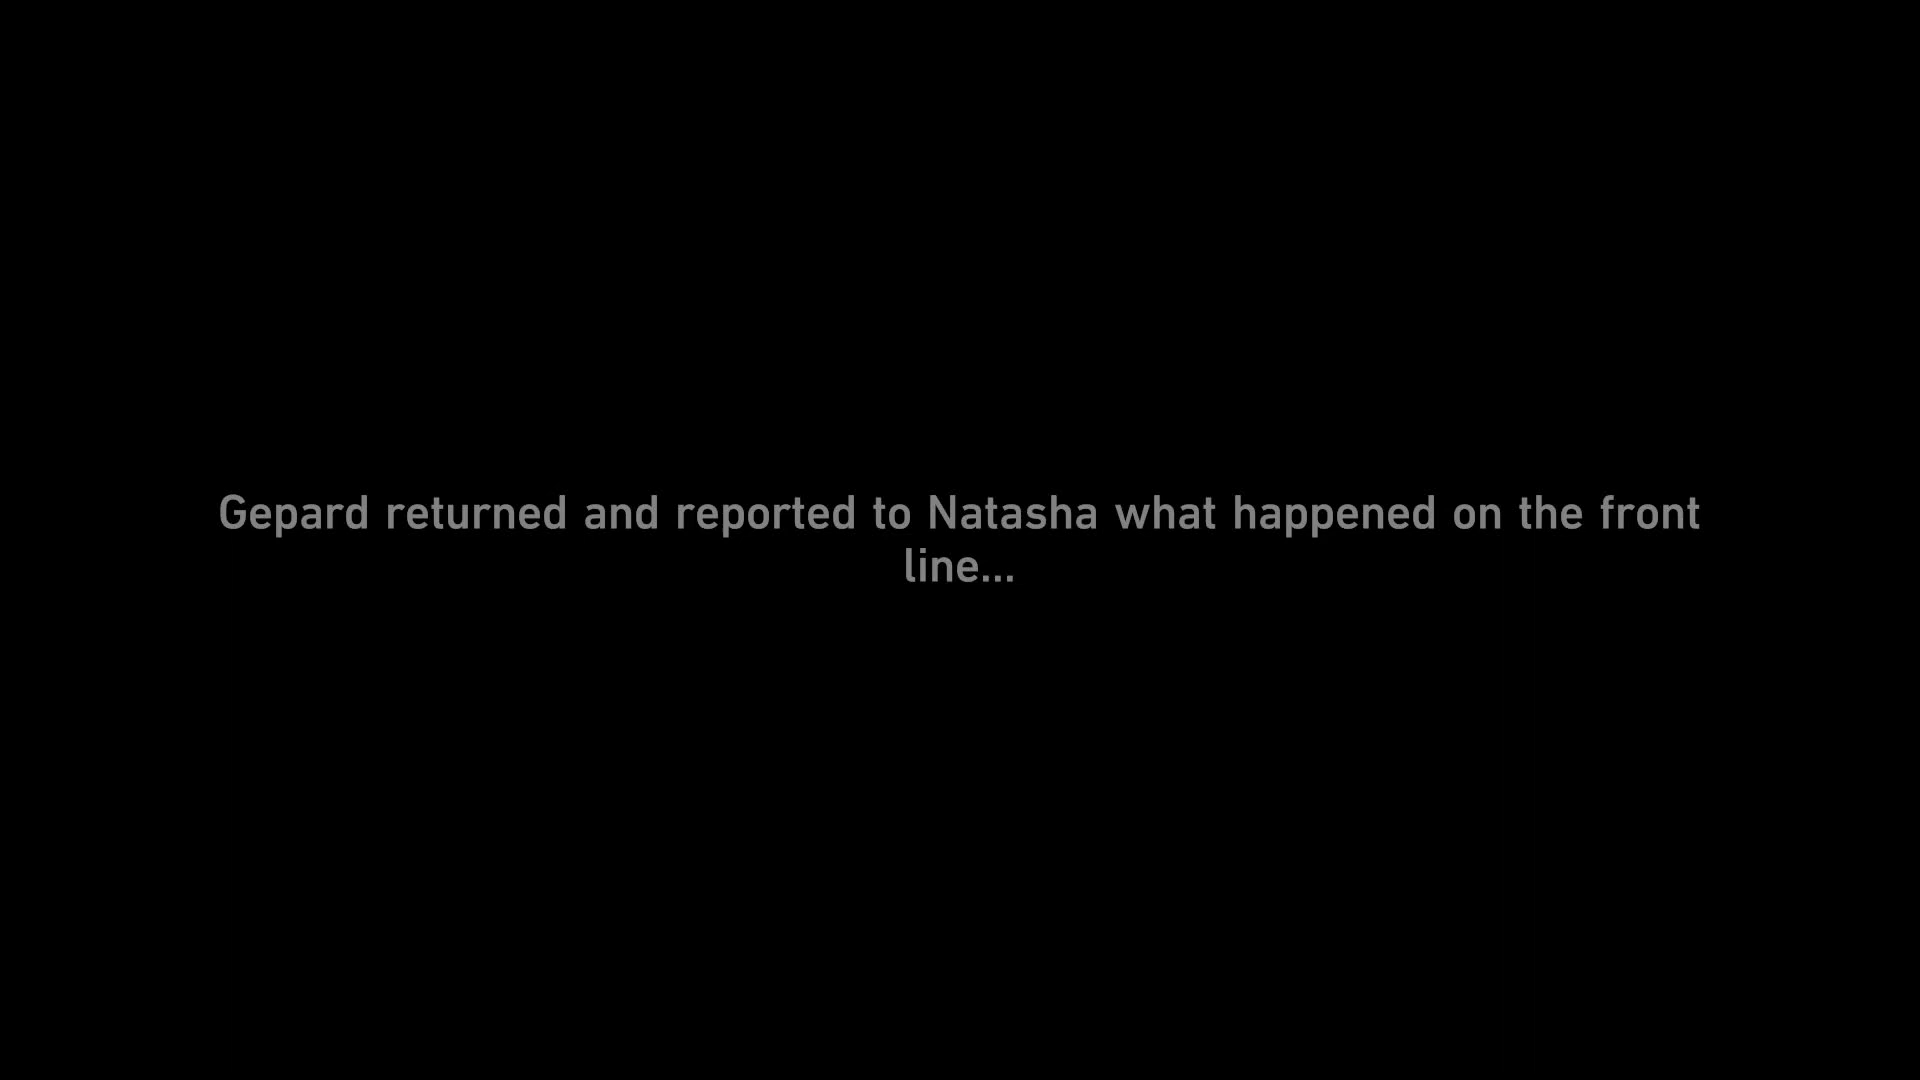 Gepard returned and reported to Natasha what happened on the front
line...